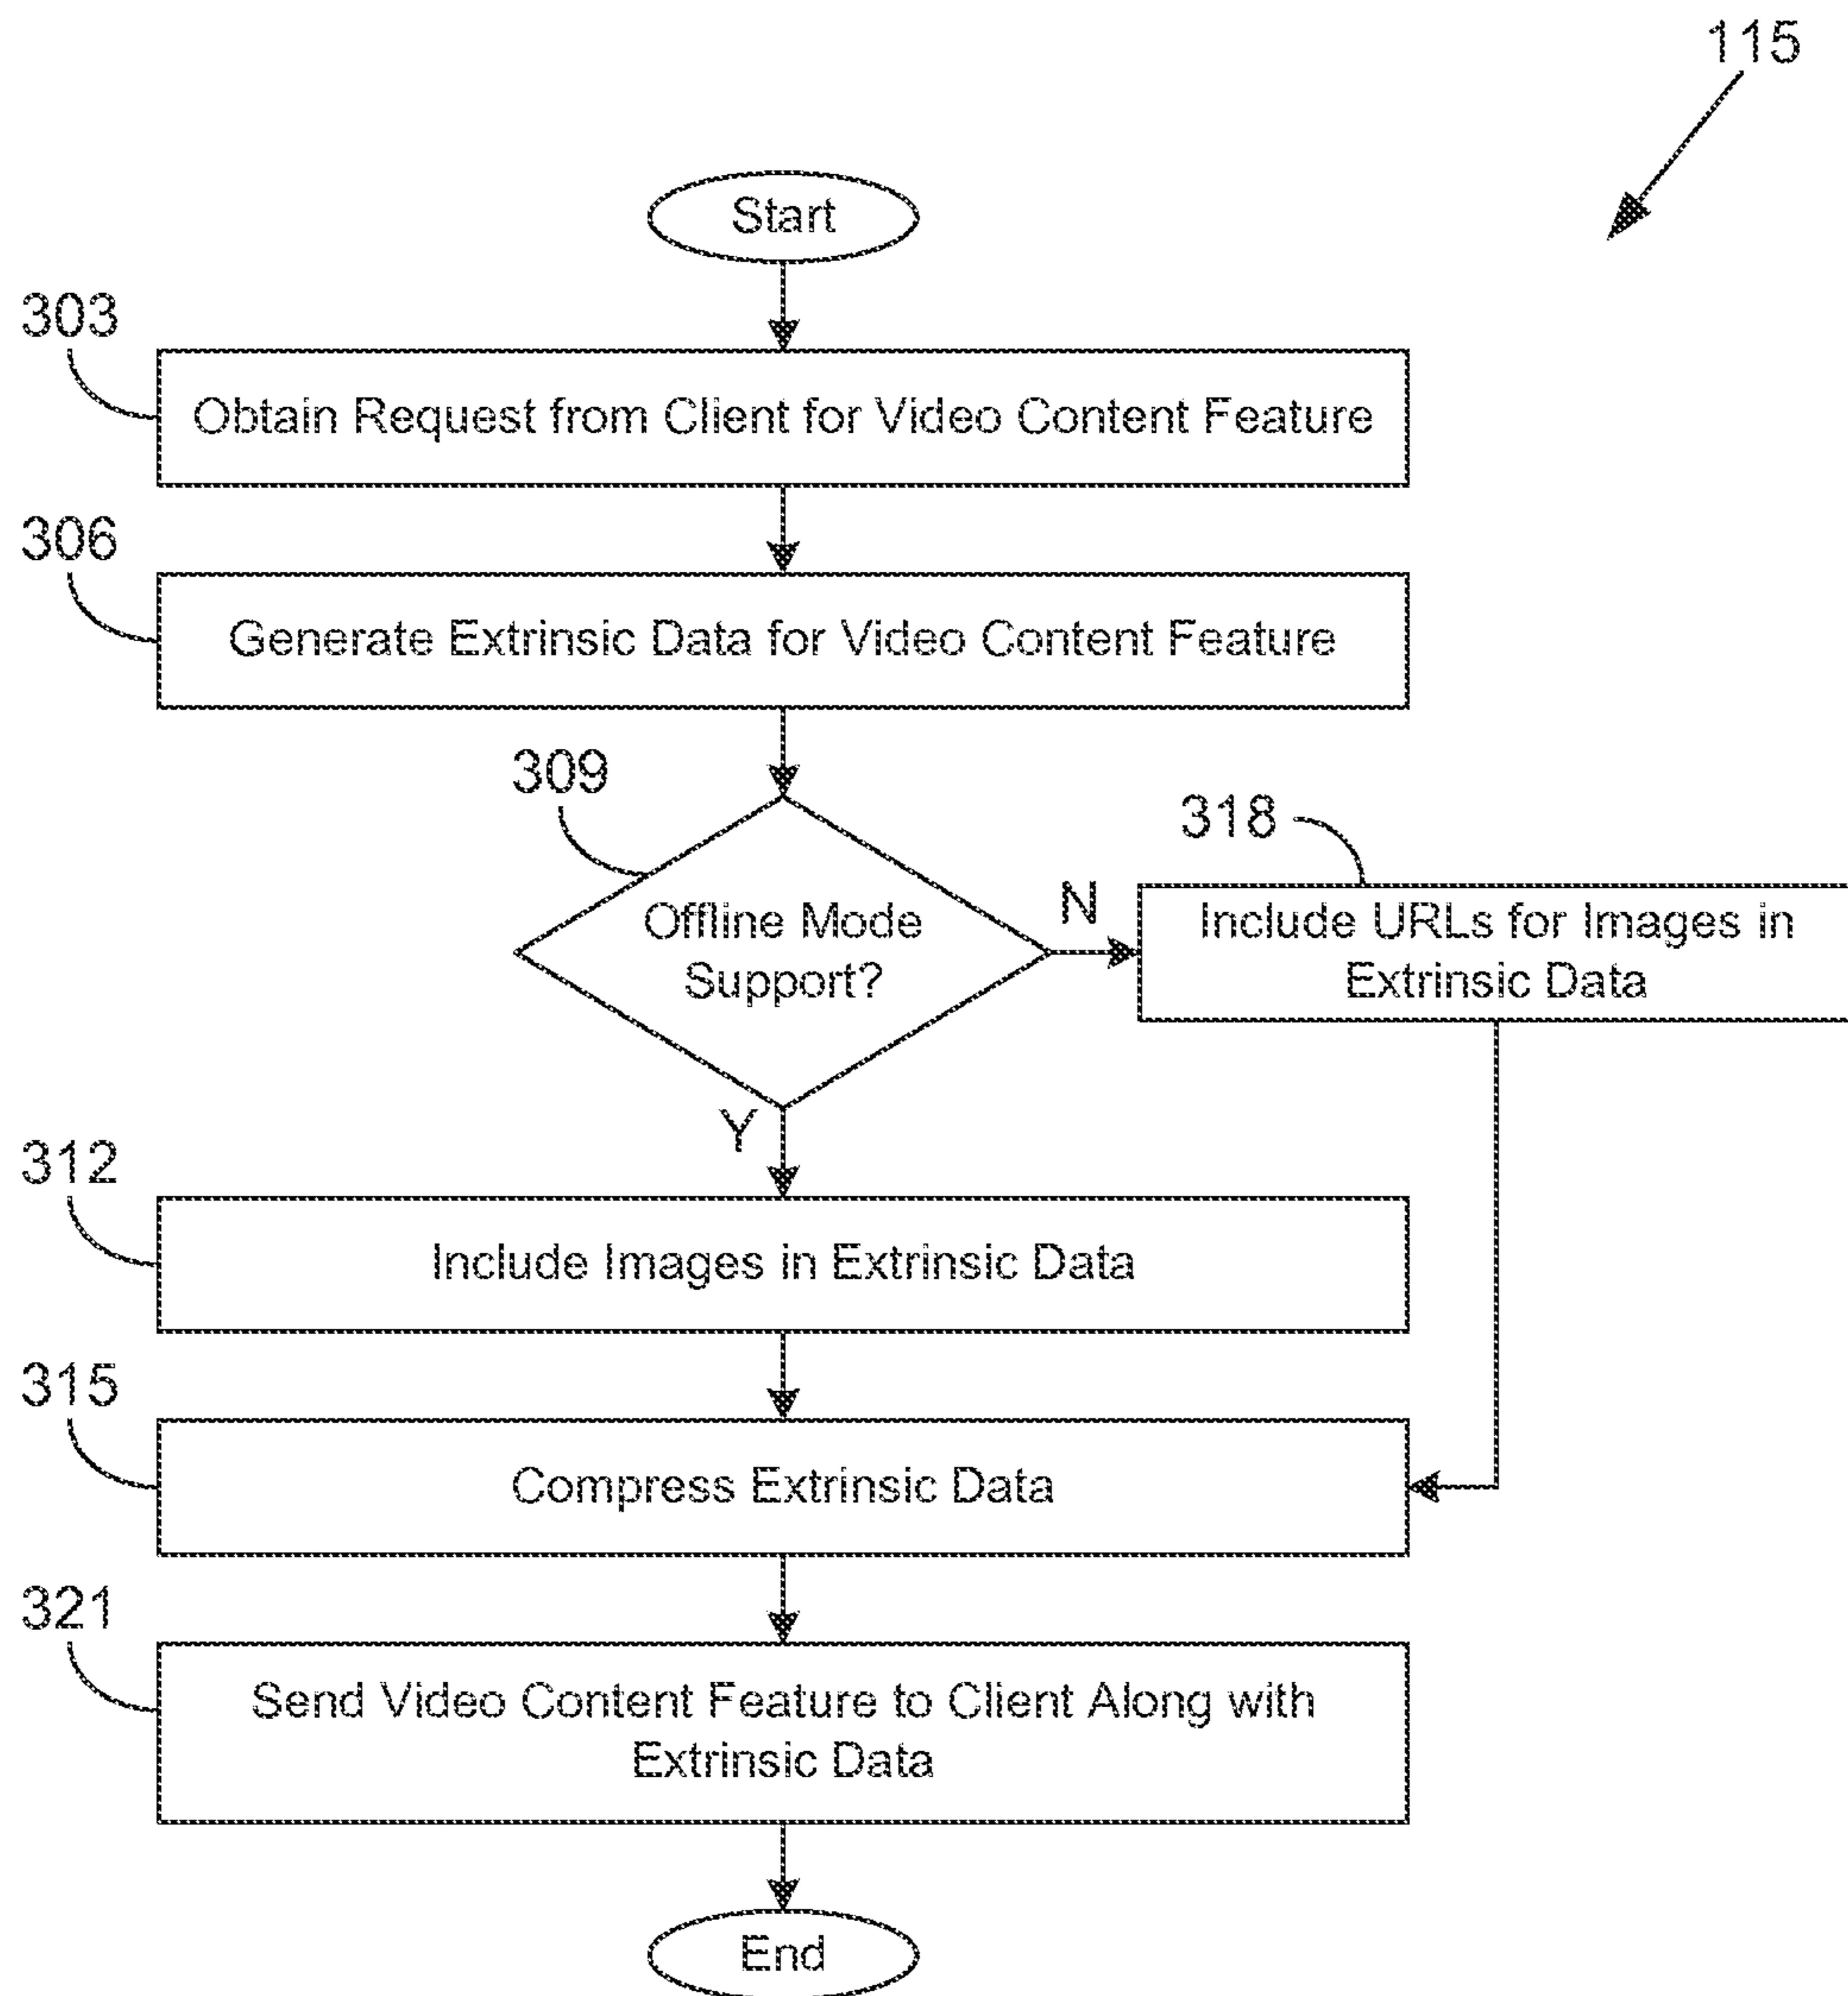 115
Start
303
Obtain Request from Client for Video Content Feature
306
Generate Extrinsic Data for Video Content Feature
309
Offline Mode
Support?
N
318
Include URLs for Images in
Extrinsic Data
Y
312
Include Images in Extrinsic Data
315
Compress Extrinsic Data
321
Send Video Content Feature to Client Along with
Extrinsic Data
End